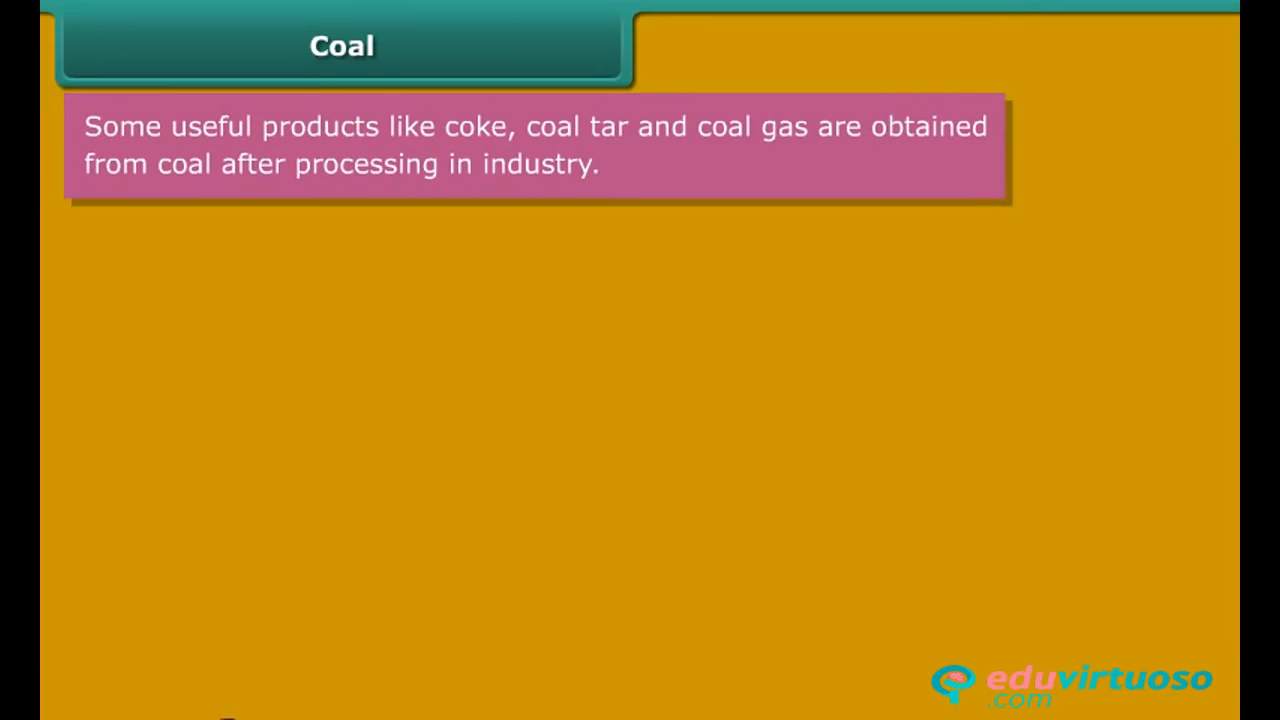 Coal
Some useful products like coke, coal tar and coal gas are obtained
from coal after processing in industry.
eduvirtuoso
.com